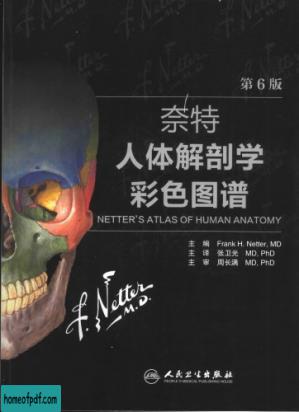 第6版
奈特
人体解剖学
彩色图谱
NETTER'S ATLAS OF HUMAN ANATOMY
主 编 Frank H. Netter, MD
主 译 张卫光 MD, PhD
主 审 周长满 MD, PhD
F. Netter
M.D.
人民卫生出版社
PEOPLE'S MEDICAL PUBLISHING HOUSE
homeofpdf.com